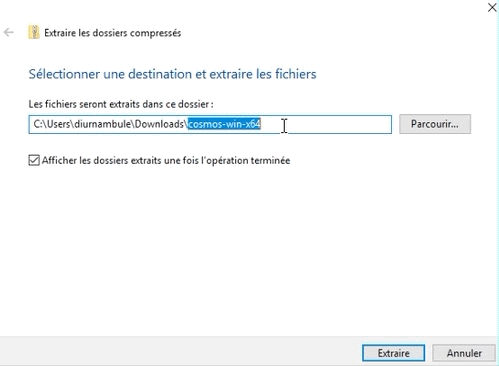 Extraire les dossiers compressés
Sélectionner une destination et extraire les fichiers
Les fichiers seront extraits dans ce dossier :
C:\Users\diurnambule\Downloads\cosmos-win-x64
Parcourir...
Afficher les dossiers extraits une fois l'opération terminée
Extraire Annuler